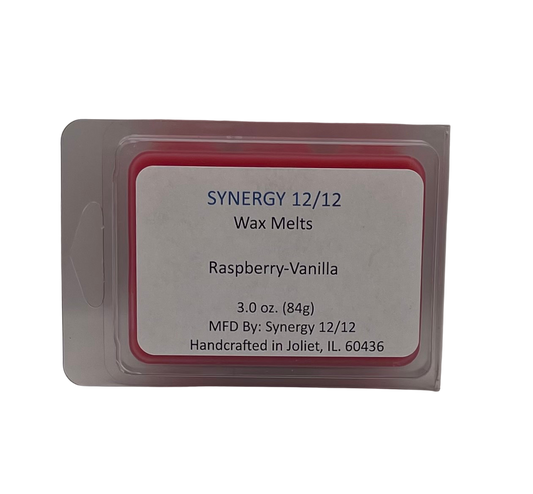 SYNERGY 12/12
Wax Melts
Raspberry-Vanilla
3.0 oz. (84g)
MFD By: Synergy 12/12
Handcrafted in Joliet, IL. 60436